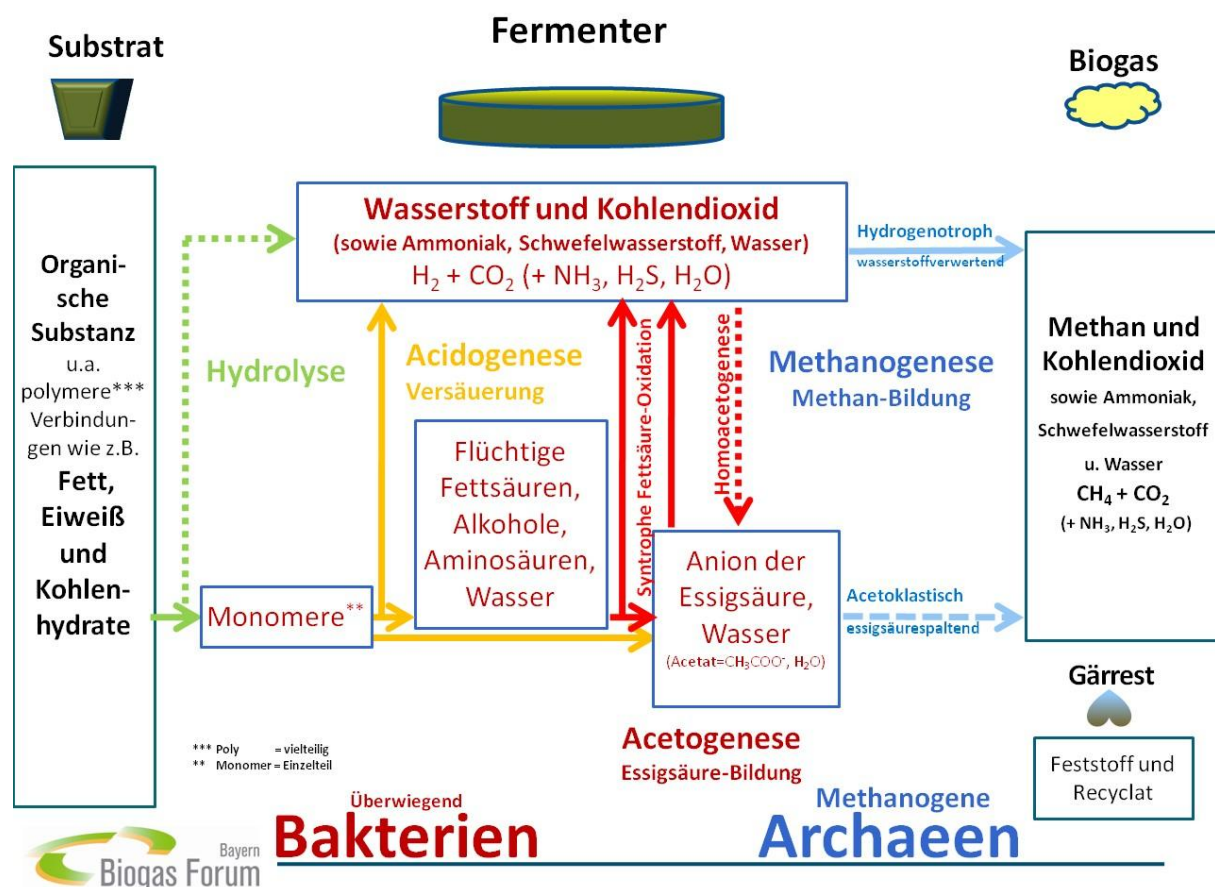 Substrat
Fermenter
Biogas
Organi-
sche
Substanz
u.a.
polymere***
Verbindun-
gen wie z.B.
Fett,
Eiweiß
und
Kohlen-
hydrate
Wasserstoff und Kohlendioxid
(sowie Ammoniak, Schwefelwasserstoff, Wasser)
H₂ + CO₂ (+ NH₃, H₂S, H₂O)
Hydrolyse
Acidogenese
Versäuerung
Monomere**
Flüchtige
Fettsäuren,
Alkohole,
Aminosäuren,
Wasser
Syntrophe Fettsäure-Oxidation
Homoacetogenese
Anion der
Essigsäure,
Wasser
(Acetat=CH₃COO⁻, H₂O)
Acetogenese
Essigsäure-Bildung
Hydrogenotroph
wasserstoffverwertend
Methanogenese
Methan-Bildung
Acetoklastisch
essigsäurespaltend
Methan und
Kohlendioxid
sowie Ammoniak,
Schwefelwasserstoff
u. Wasser
CH₄ + CO₂
(+ NH₃, H₂S, H₂O)
Gärrest
Feststoff und
Recyclat
*** Poly = vielteilig
** Monomer = Einzelteil
Überwiegend
Bakterien
Methanogene
Archaeen
Bayern
Biogas Forum